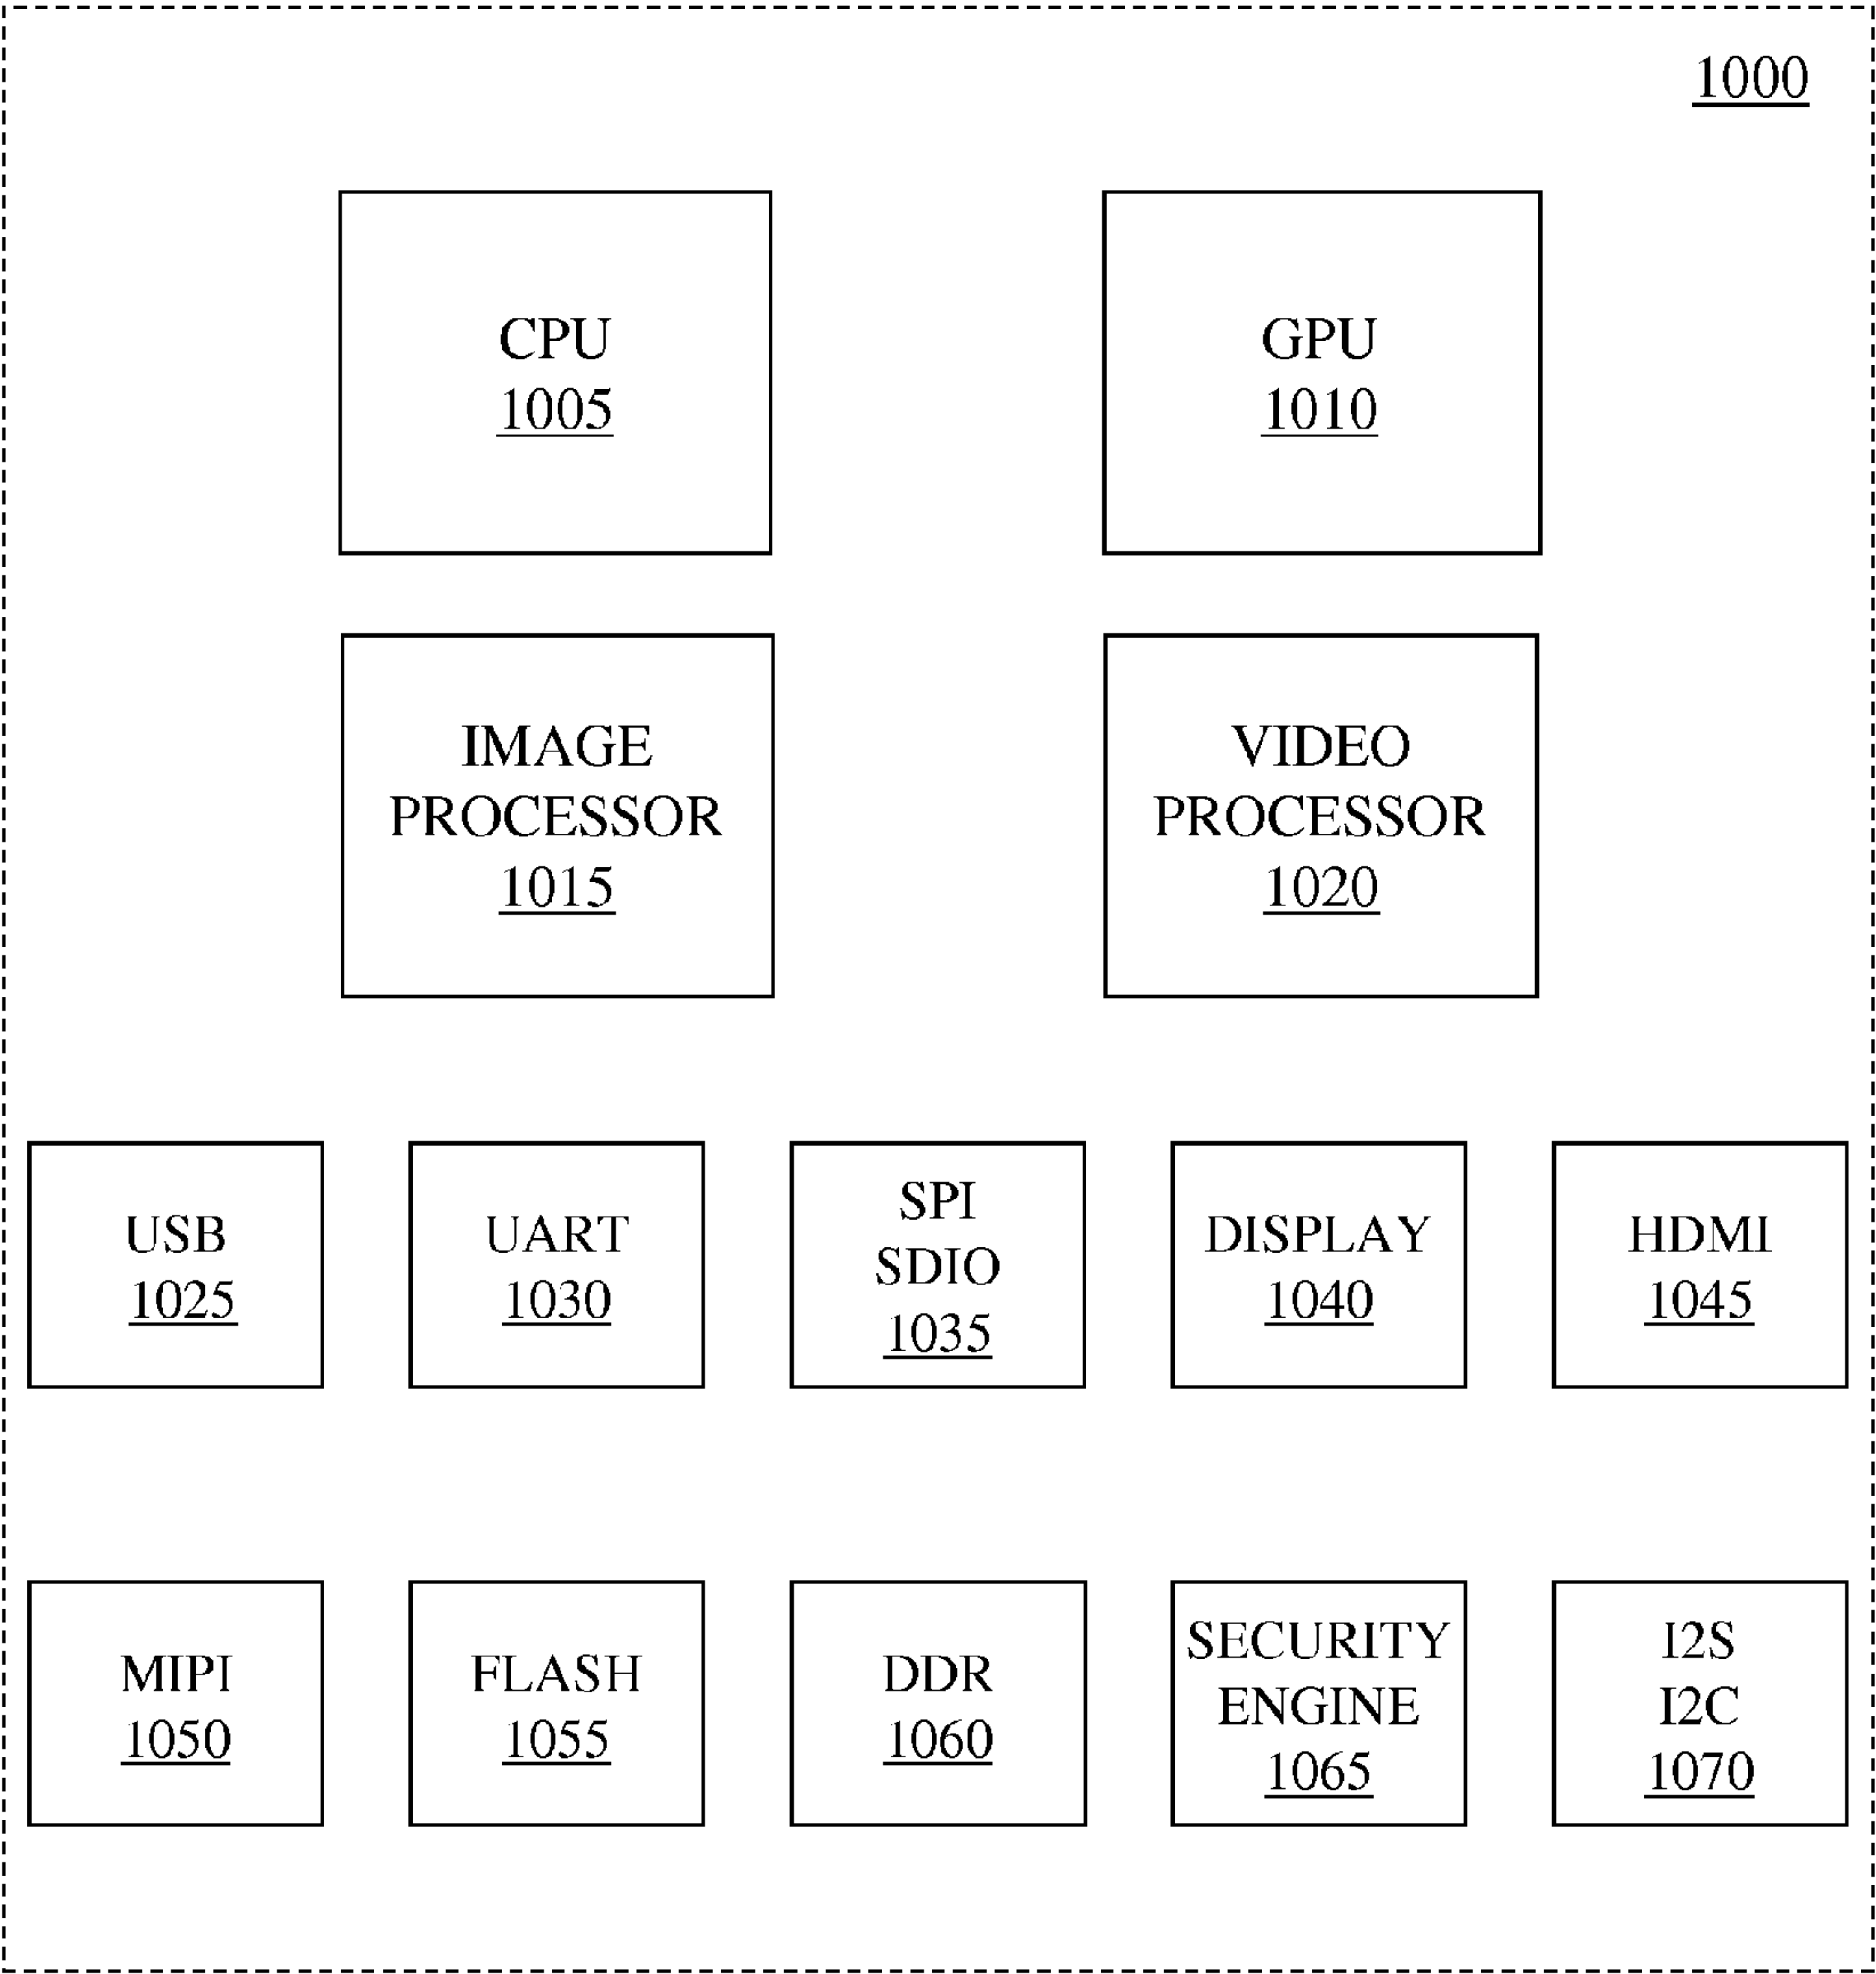 1000
CPU
1005
GPU
1010
IMAGE
PROCESSOR
1015
VIDEO
PROCESSOR
1020
USB
1025
UART
1030
SPI
SDIO
1035
DISPLAY
1040
HDMI
1045
MIPI
1050
FLASH
1055
DDR
1060
SECURITY
ENGINE
1065
I2S
I2C
1070